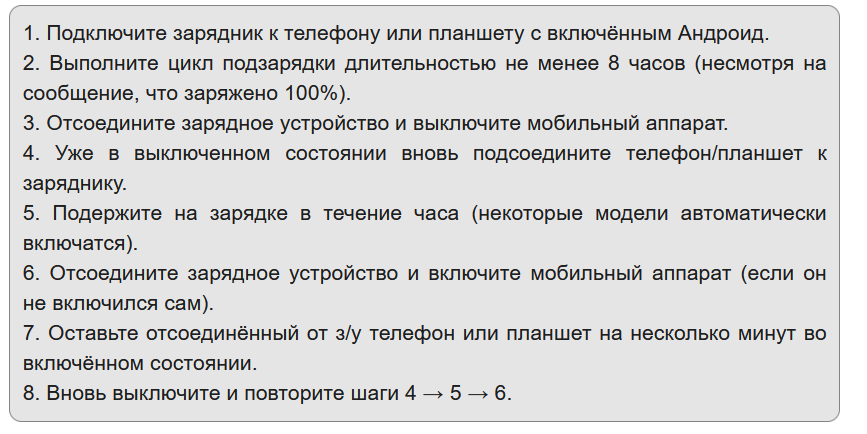 1. Подключите зарядник к телефону или планшету с включённым Андроид.
2. Выполните цикл подзарядки длительностью не менее 8 часов (несмотря на
сообщение, что заряжено 100%).
3. Отсоедините зарядное устройство и выключите мобильный аппарат.
4. Уже в выключенном состоянии вновь подсоедините телефон/планшет к
заряднику.
5. Подержите на зарядке в течение часа (некоторые модели автоматически
включатся).
6. Отсоедините зарядное устройство и включите мобильный аппарат (если он
не включился сам).
7. Оставьте отсоединённый от з/у телефон или планшет на несколько минут во
включённом состоянии.
8. Вновь выключите и повторите шаги 4 → 5 → 6.